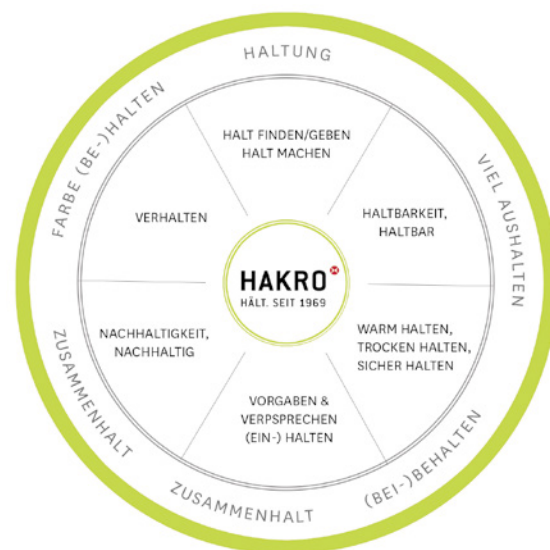 HALTUNG
VIEL AUSHALTEN
(BEI-)BEHALTEN
ZUSAMMENHALT
ZUSAMMENHALT
FARBE (BE-)HALTEN
HALT FINDEN/GEBEN
HALT MACHEN
HALTBARKEIT,
HALTBAR
WARM HALTEN,
TROCKEN HALTEN,
SICHER HALTEN
VORGABEN &
VERPSPRECHEN
(EIN-) HALTEN
NACHHALTIGKEIT,
NACHHALTIG
VERHALTEN
HAKRO
HÄLT. SEIT 1969